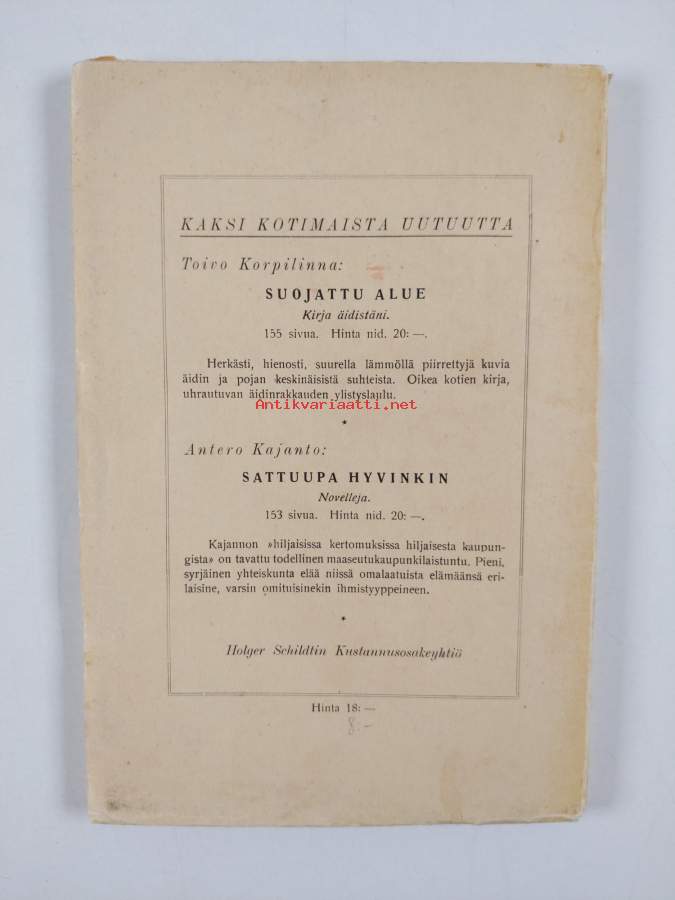 KAKSI KOTIMAISTA UUTUUTTA
Toivo Korpilinna:
SUOJATTU ALUE
Kirja äidistäni.
155 sivua. Hinta nid. 20: —.
Herkästi, hienosti, suurella lämmöllä piirrettyjä kuvia
äidin ja pojan keskinäisistä suhteista. Oikea kotien kirja,
uhrautuvan äidinrakkauden ylistyslaulu.
Antikvariaatti.net
*
Antero Kajanto:
SATTUUPA HYVINKIN
Novelleja.
153 sivua. Hinta nid. 20: —.
Kajannon »hiljaisissa kertomuksissa hiljaisesta kaupun-
gista» on tavattu todellinen maaseutukaupunkilaistuntu. Pieni,
syrjäinen yhteiskunta elää niissä omalaatuista elämäänsä eri-
laisine, varsin omituisinekin ihmistyyppeineen.
*
Holger Schildtin Kustannusosakeyhtiö
Hinta 18: —
8:-